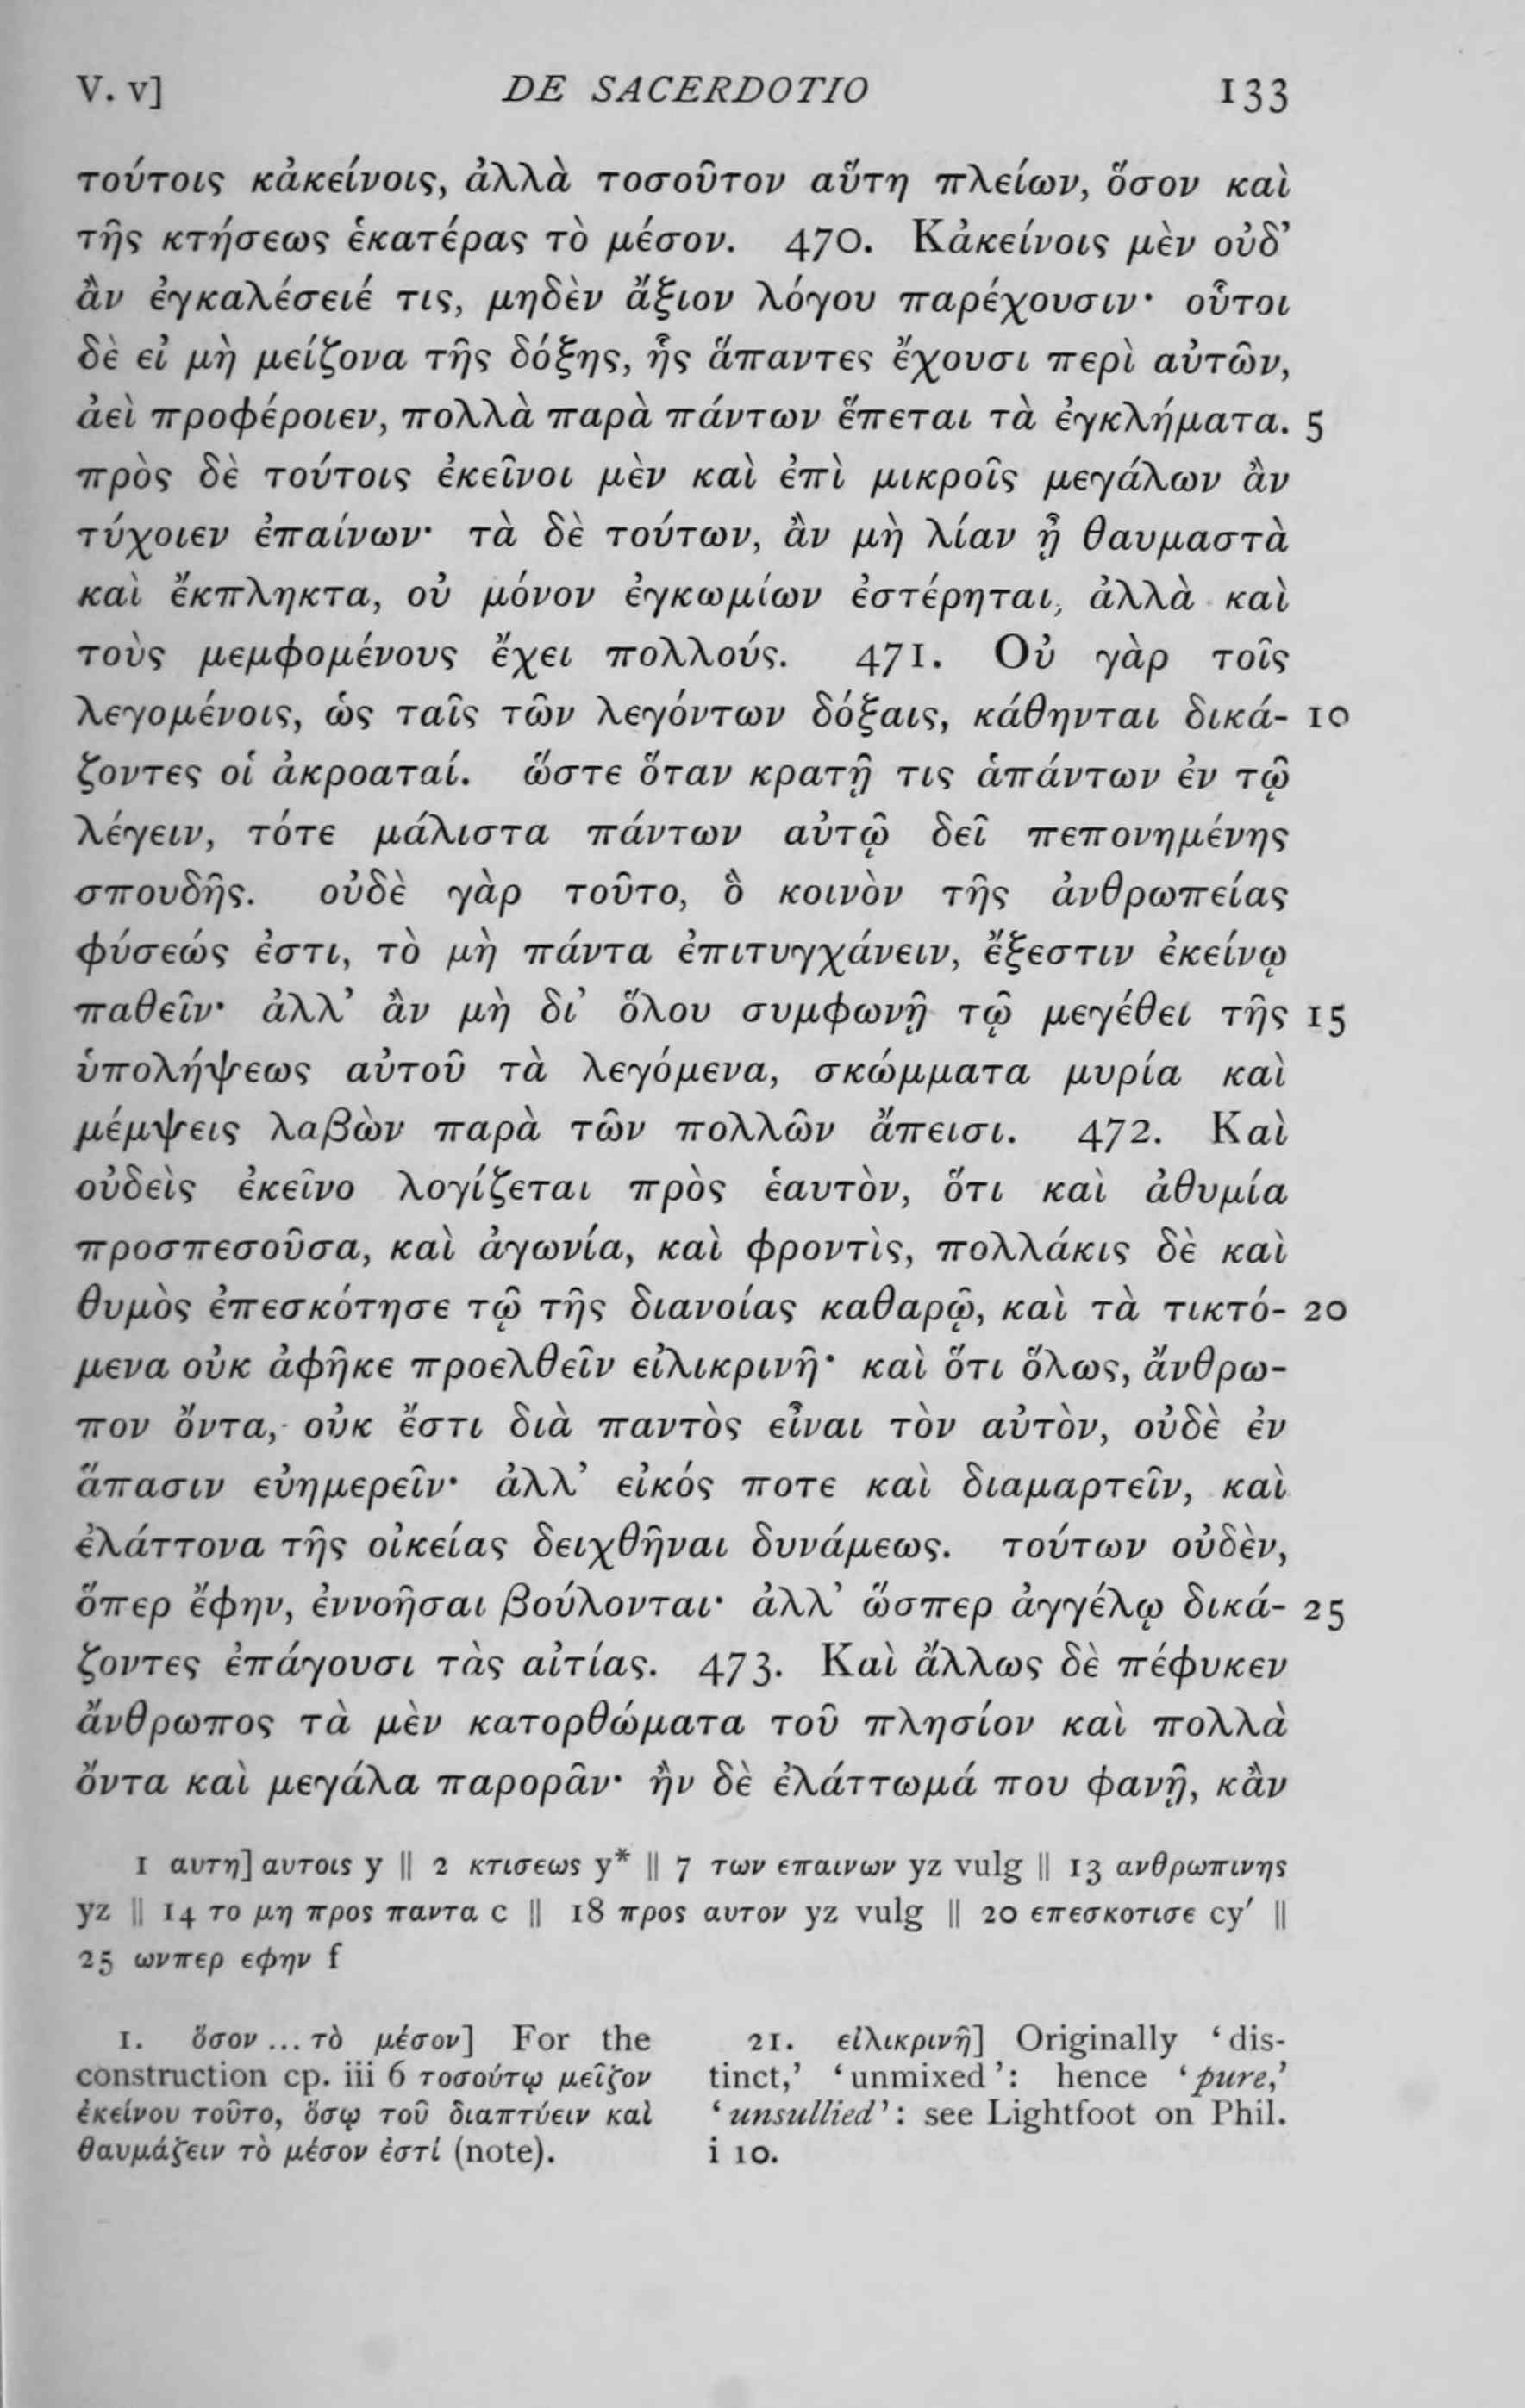 V. v] DE SACERDOTIO 133
τούτοις κἀκείνοις, ἀλλὰ τοσοῦτον αὕτη πλείων, ὅσον καὶ
τῆς κτήσεως ἑκατέρας τὸ μέσον. 470. Κἀκείνοις μὲν οὐδ’
ἂν ἐγκαλέσειέ τις, μηδὲν ἄξιον λόγου παρέχουσιν· οὗτοι
δὲ εἰ μὴ μείζονα τῆς δόξης, ἧς ἅπαντες ἔχουσι περὶ αὐτῶν,
ἀεὶ προφέροιεν, πολλὰ παρὰ πάντων ἕπεται τὰ ἐγκλήματα. 5
πρὸς δὲ τούτοις ἐκεῖνοι μὲν καὶ ἐπὶ μικροῖς μεγάλων ἂν
τύχοιεν ἐπαίνων· τὰ δὲ τούτων, ἂν μὴ λίαν ᾖ θαυμαστὰ
καὶ ἔκπληκτα, οὐ μόνον ἐγκωμίων ἐστέρηται, ἀλλὰ καὶ
τοὺς μεμφομένους ἔχει πολλούς. 471. Οὐ γὰρ τοῖς
λεγομένοις, ὡς ταῖς τῶν λεγόντων δόξαις, κάθηνται δικά- 10
ζοντες οἱ ἀκροαταί. ὥστε ὅταν κρατῇ τις ἁπάντων ἐν τῷ
λέγειν, τότε μάλιστα πάντων αὐτῷ δεῖ πεπονημένης
σπουδῆς. οὐδὲ γὰρ τοῦτο, ὃ κοινὸν τῆς ἀνθρωπείας
φύσεώς ἐστι, τὸ μὴ πάντα ἐπιτυγχάνειν, ἔξεστιν ἐκείνῳ
παθεῖν· ἀλλ’ ἂν μὴ δι’ ὅλου συμφωνῇ τῷ μεγέθει τῆς 15
ὑπολήψεως αὐτοῦ τὰ λεγόμενα, σκώμματα μυρία καὶ
μέμψεις λαβὼν παρὰ τῶν πολλῶν ἄπεισι. 472. Καὶ
οὐδεὶς ἐκεῖνο λογίζεται πρὸς ἑαυτὸν, ὅτι καὶ ἀθυμία
προσπεσοῦσα, καὶ ἀγωνία, καὶ φροντὶς, πολλάκις δὲ καὶ
θυμὸς ἐπεσκότησε τῷ τῆς διανοίας καθαρῷ, καὶ τὰ τικτό- 20
μενα οὐκ ἀφῆκε προελθεῖν εἰλικρινῆ· καὶ ὅτι ὅλως, ἄνθρω-
πον ὄντα, οὐκ ἔστι διὰ παντὸς εἶναι τὸν αὐτὸν, οὐδὲ ἐν
ἅπασιν εὐημερεῖν· ἀλλ’ εἰκός ποτε καὶ διαμαρτεῖν, καὶ
ἐλάττονα τῆς οἰκείας δειχθῆναι δυνάμεως. τούτων οὐδὲν,
ὅπερ ἔφην, ἐννοῆσαι βούλονται· ἀλλ’ ὥσπερ ἀγγέλῳ δικά- 25
ζοντες ἐπάγουσι τὰς αἰτίας. 473. Καὶ ἄλλως δὲ πέφυκεν
ἄνθρωπος τὰ μὲν κατορθώματα τοῦ πλησίον καὶ πολλὰ
ὄντα καὶ μεγάλα παρορᾶν· ἢν δὲ ἐλάττωμά που φανῇ, κἂν
1 αυτη] αυτοις y || 2 κτισεως y* || 7 των επαινων yz vulg || 13 ανθρωπινης
yz || 14 το μη προς παντα c || 18 προς αυτον yz vulg || 20 επεσκοτισε cy′ ||
25 ωνπερ εφην f
1. ὅσον ... τὸ μέσον] For the
construction cp. iii 6 τοσούτῳ μεῖζον
ἐκείνου τοῦτο, ὅσῳ τοῦ διαπτύειν καὶ
θαυμάζειν τὸ μέσον ἐστί (note).
21. εἰλικρινῆ] Originally ‘dis-
tinct,’ ‘unmixed’: hence ‘pure,’
‘unsullied’: see Lightfoot on Phil.
i 10.